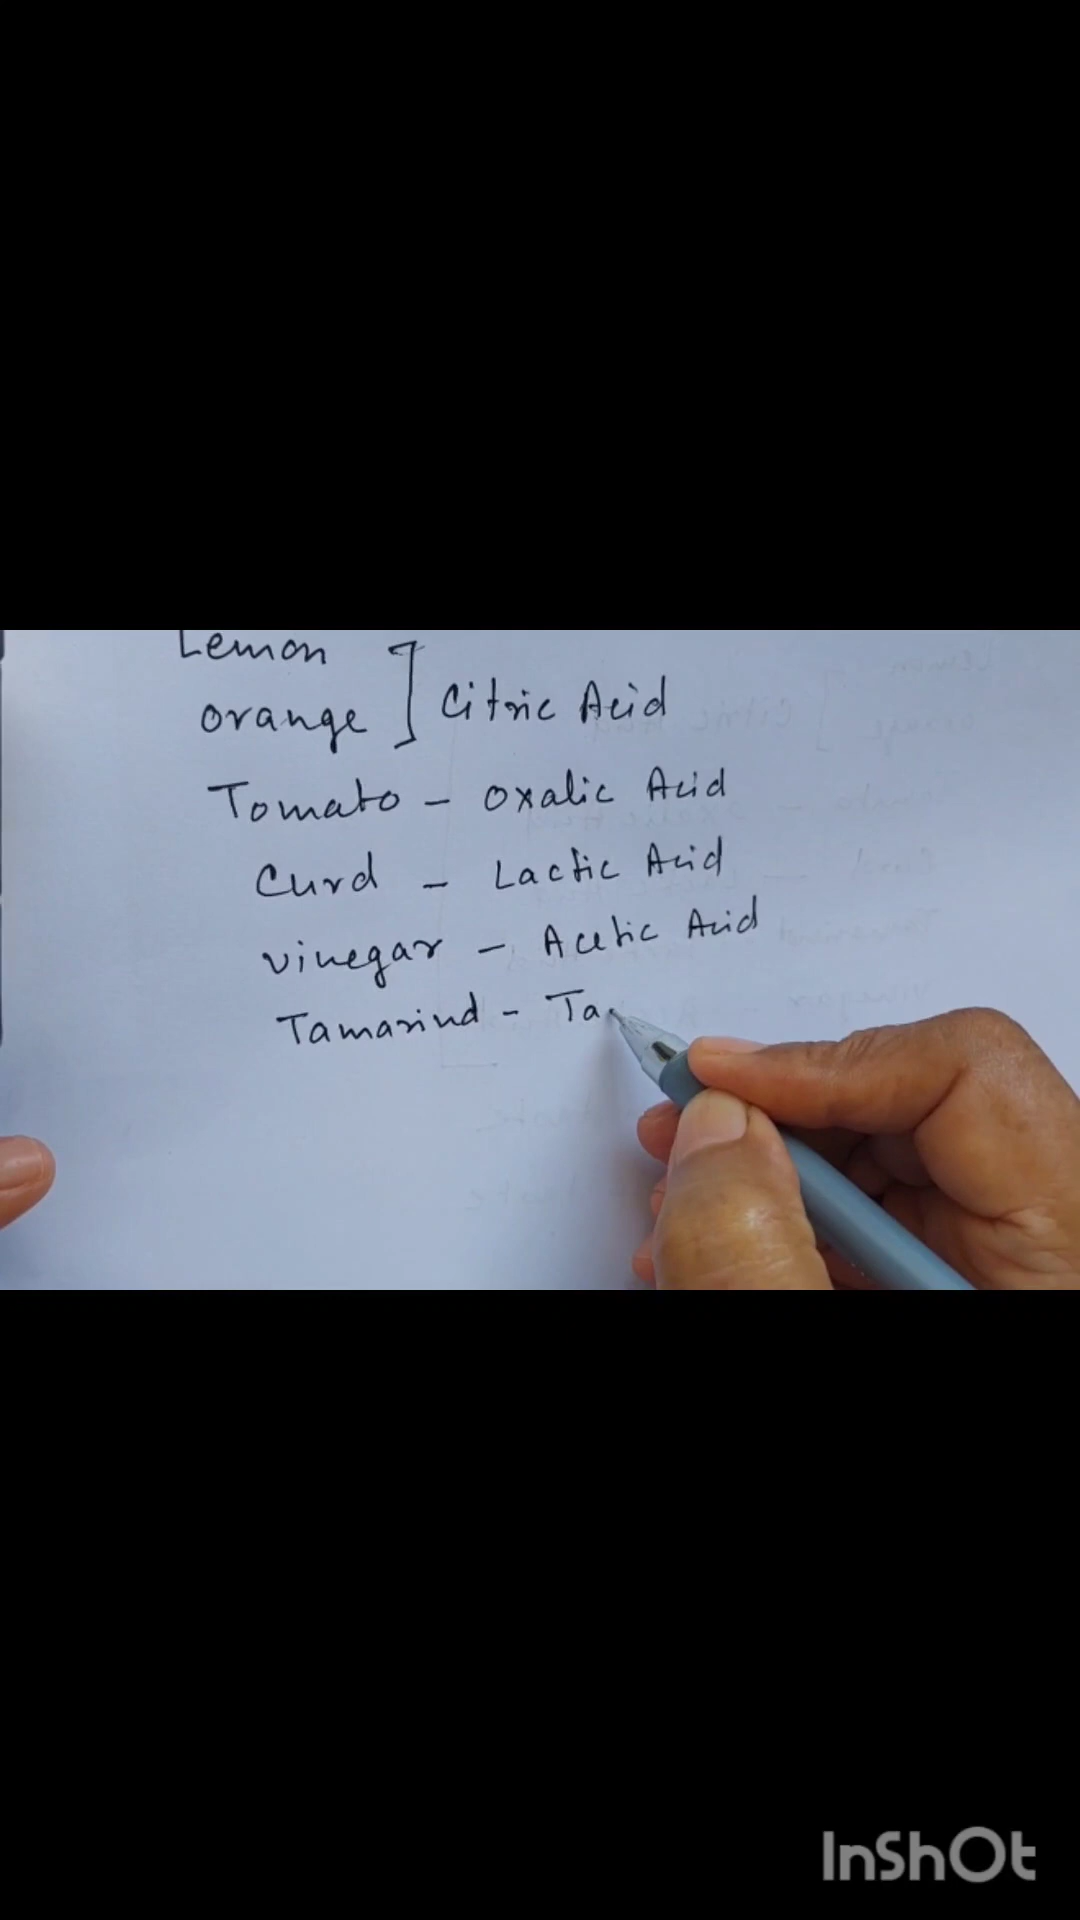 Lemon
orange ] Citric Acid
Tomato - oxalic Acid
Curd - Lactic Acid
vinegar - Acetic Acid
Tamarind - Ta
InShOt